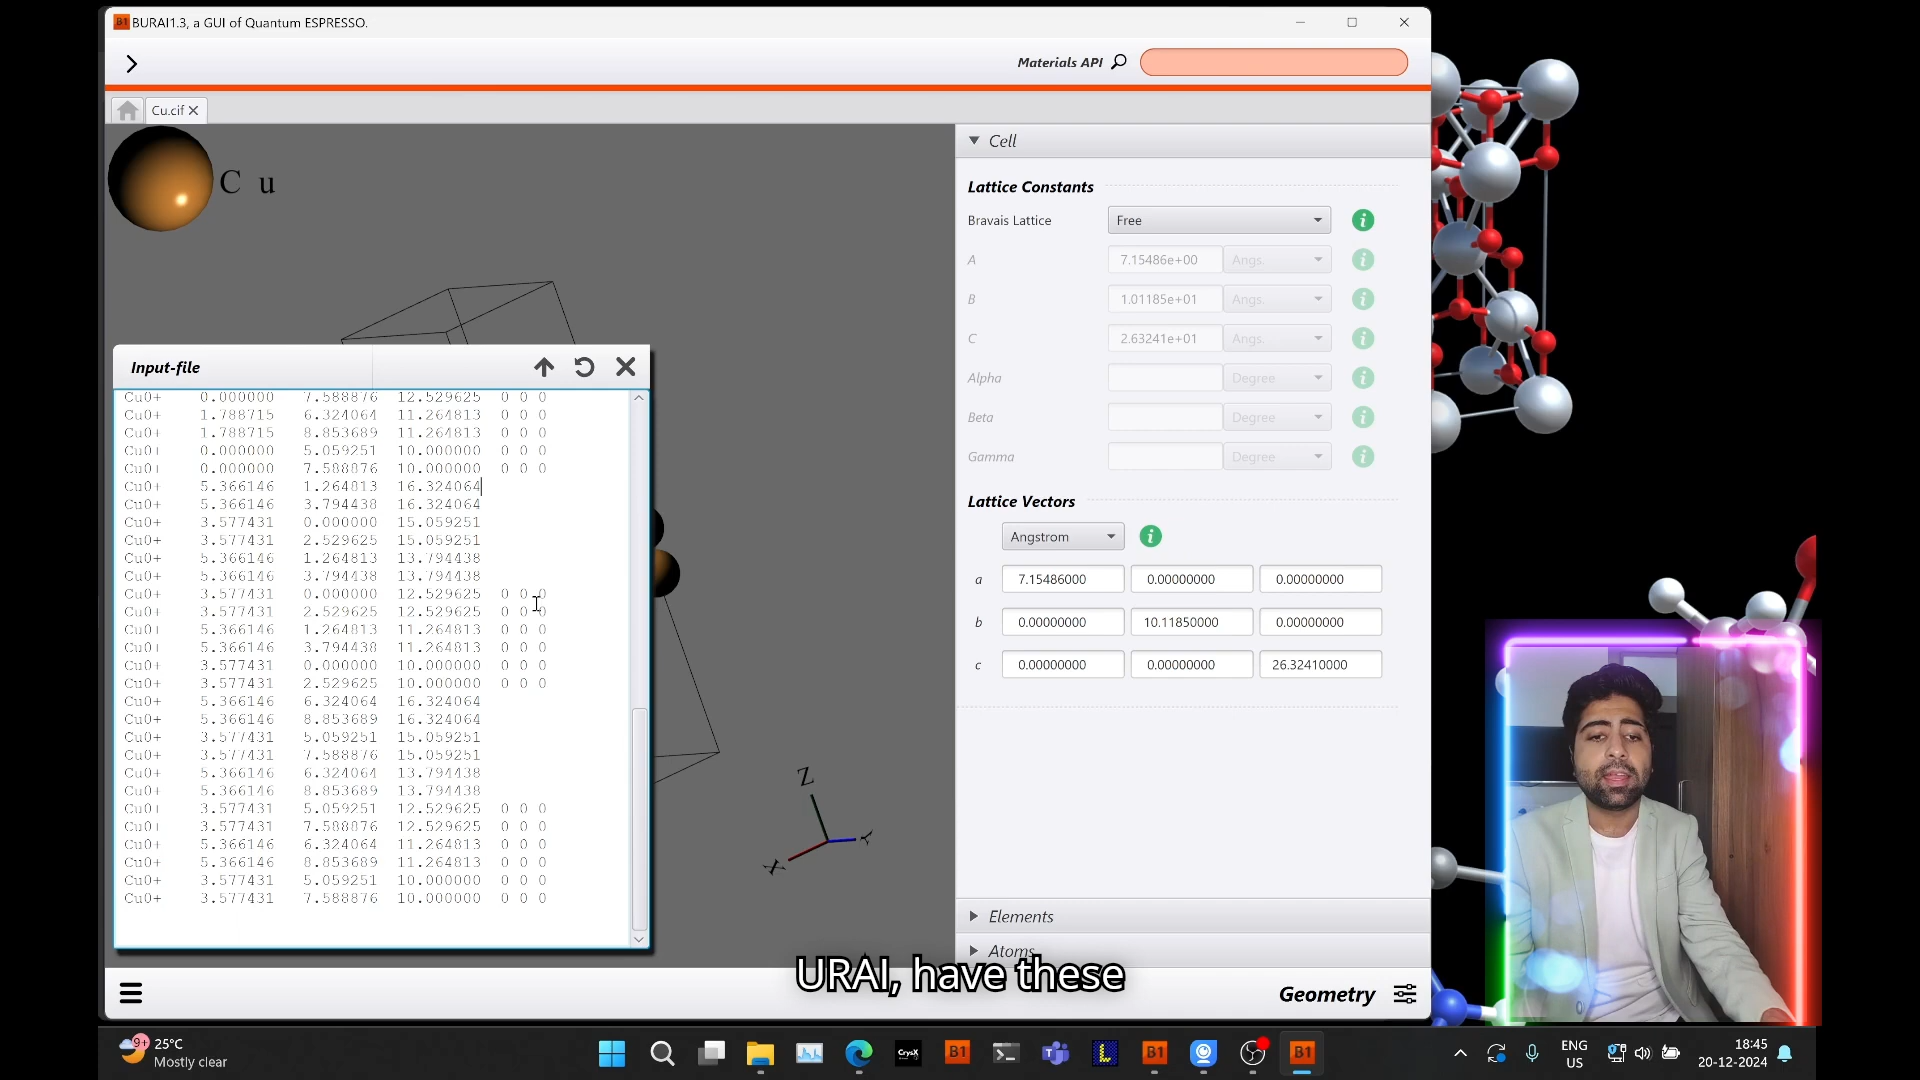 BURAI1.3, a GUI of Quantum ESPRESSO.
Materials API
Cu.cif
C u
Input-file
Cu0+ 0.000000 7.588876 12.529625 0 0 0
Cu0+ 1.788715 6.324064 11.264813 0 0 0
Cu0+ 1.788715 8.853689 11.264813 0 0 0
Cu0+ 0.000000 5.059251 10.000000 0 0 0
Cu0+ 0.000000 7.588876 10.000000 0 0 0
Cu0+ 5.366146 1.264813 16.324064
Cu0+ 5.366146 3.794438 16.324064
Cu0+ 3.577431 0.000000 15.059251
Cu0+ 3.577431 2.529625 15.059251
Cu0+ 5.366146 1.264813 13.794438
Cu0+ 5.366146 3.794438 13.794438
Cu0+ 3.577431 0.000000 12.529625 0 0 0
Cu0+ 3.577431 2.529625 12.529625 0 0 0
Cu0+ 5.366146 1.264813 11.264813 0 0 0
Cu0+ 5.366146 3.794438 11.264813 0 0 0
Cu0+ 3.577431 0.000000 10.000000 0 0 0
Cu0+ 3.577431 2.529625 10.000000 0 0 0
Cu0+ 5.366146 6.324064 16.324064
Cu0+ 5.366146 8.853689 16.324064
Cu0+ 3.577431 5.059251 15.059251
Cu0+ 3.577431 7.588876 15.059251
Cu0+ 5.366146 6.324064 13.794438
Cu0+ 5.366146 8.853689 13.794438
Cu0+ 3.577431 5.059251 12.529625 0 0 0
Cu0+ 3.577431 7.588876 12.529625 0 0 0
Cu0+ 5.366146 6.324064 11.264813 0 0 0
Cu0+ 5.366146 8.853689 11.264813 0 0 0
Cu0+ 3.577431 5.059251 10.000000 0 0 0
Cu0+ 3.577431 7.588876 10.000000 0 0 0
Z
Y
X
Cell
Lattice Constants
Bravais Lattice Free
A 7.15486e+00 Angs.
B 1.01185e+01 Angs.
C 2.63241e+01 Angs.
Alpha Degree
Beta Degree
Gamma Degree
Lattice Vectors
Angstrom
a 7.15486000 0.00000000 0.00000000
b 0.00000000 10.11850000 0.00000000
c 0.00000000 0.00000000 26.32410000
Elements
Atoms
URAI, have these
Geometry
9+ 25°C
Mostly clear
CrysX
B1
B1
B1
ENG
US
18:45
20-12-2024